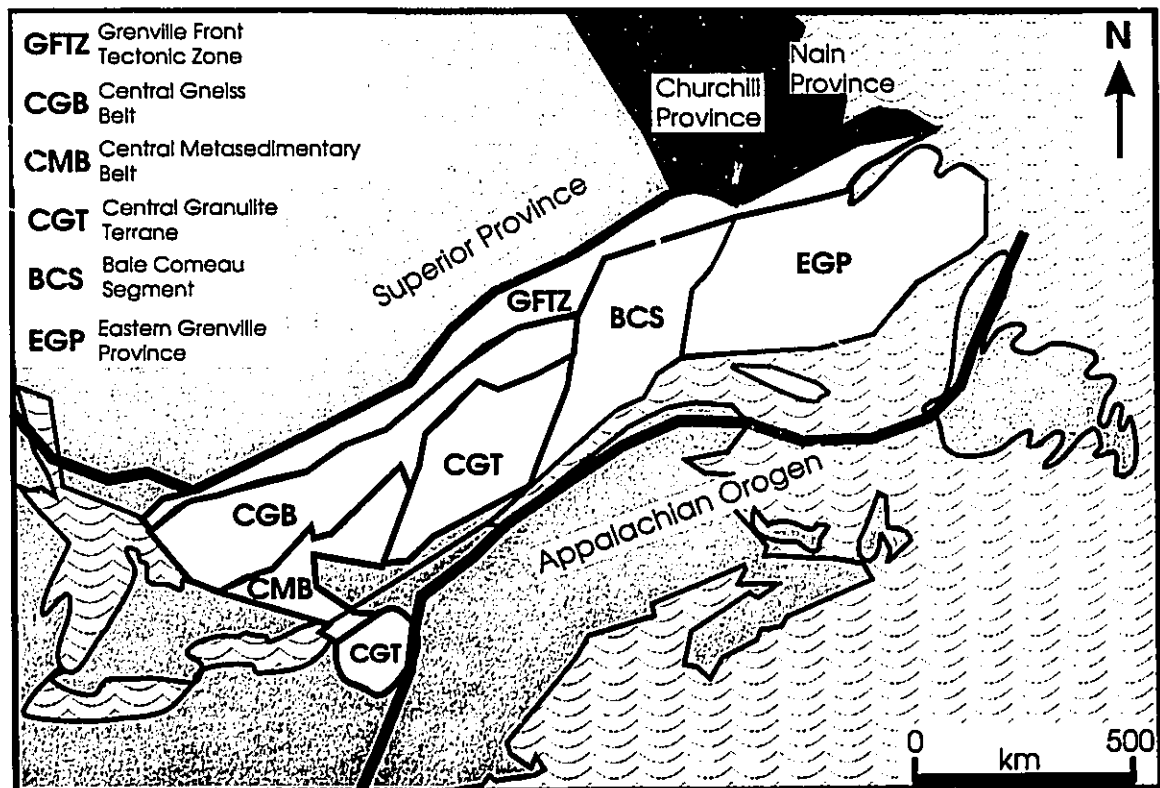 GFTZ Grenville Front
Tectonic Zone
CGB Central Gneiss
Belt
CMB Central Metasedimentary
Belt
CGT Central Granulite
Terrane
BCS Baie Comeau
Segment
EGP Eastern Grenville
Province
Nain
Province
Churchill
Province
N
Superior Province
GFTZ
BCS
EGP
CGB
CGT
CMB
CGT
Appalachian Orogen
0 500
km